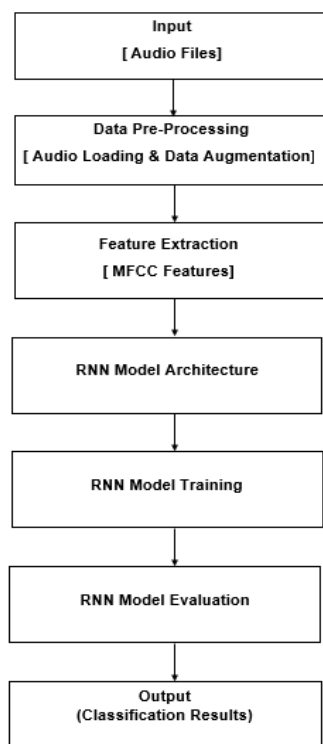 Input
[ Audio Files]
Data Pre-Processing
[ Audio Loading & Data Augmentation]
Feature Extraction
[ MFCC Features]
RNN Model Architecture
RNN Model Training
RNN Model Evaluation
Output
(Classification Results)